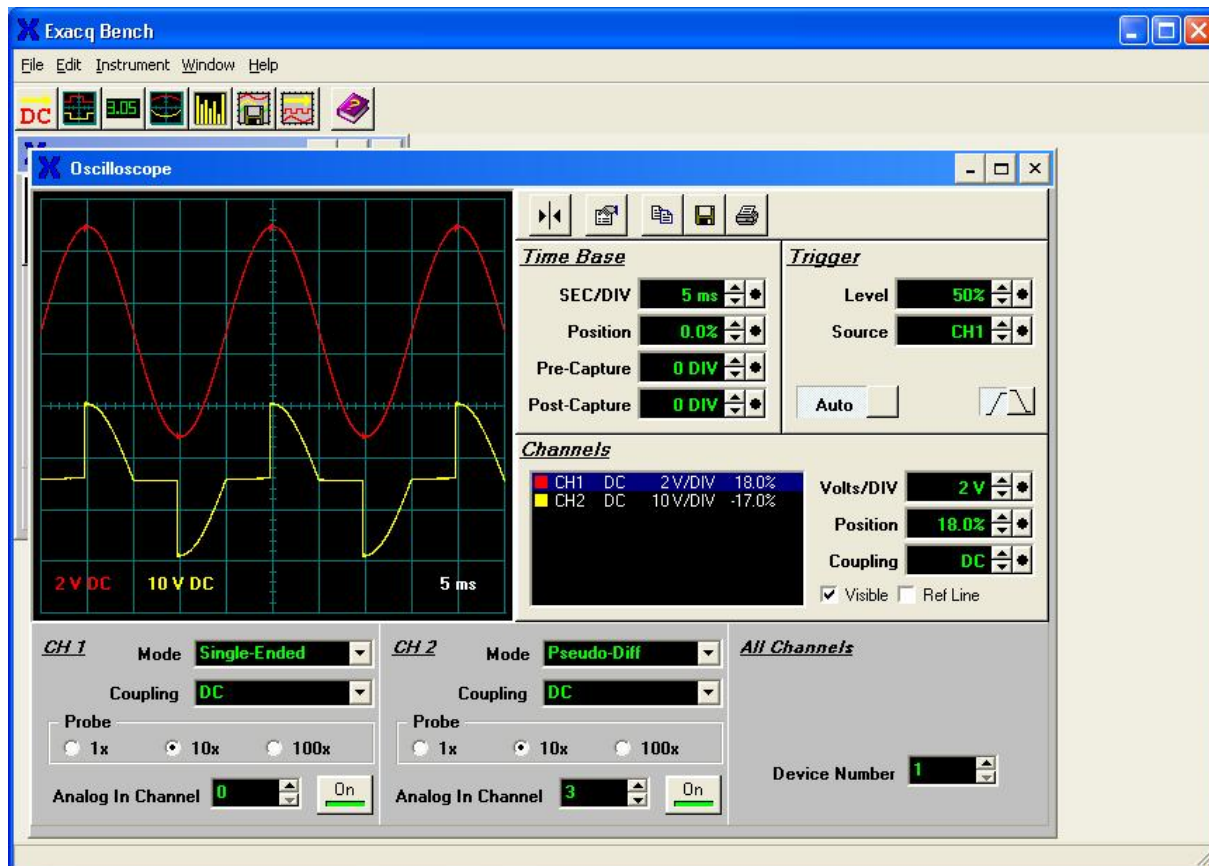 Exacq Bench
File Edit Instrument Window Help
DC 3.05 ?
Oscilloscope
Time Base
SEC/DIV 5 ms
Position 0.0%
Pre-Capture 0 DIV
Post-Capture 0 DIV
Trigger
Level 50%
Source CH1
Auto
Channels
CH1 DC 2 V/DIV 18.0%
CH2 DC 10 V/DIV -17.0%
Volts/DIV 2 V
Position 18.0%
Coupling DC
Visible Ref Line
2 V DC 10 V DC 5 ms
CH 1
Mode Single-Ended
Coupling DC
Probe
1x 10x 100x
Analog In Channel 0 On
CH 2
Mode Pseudo-Diff
Coupling DC
Probe
1x 10x 100x
Analog In Channel 3 On
All Channels
Device Number 1